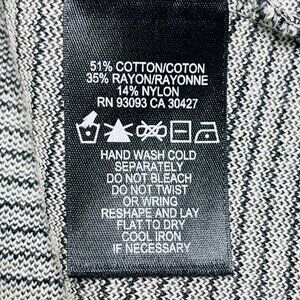 51% COTTON/COTON
35% RAYON/RAYONNE
14% NYLON
RN 93093 CA 30427
HAND WASH COLD
SEPARATELY
DO NOT BLEACH
DO NOT TWIST
OR WRING
RESHAPE AND LAY
FLAT TO DRY
COOL IRON
IF NEEDED